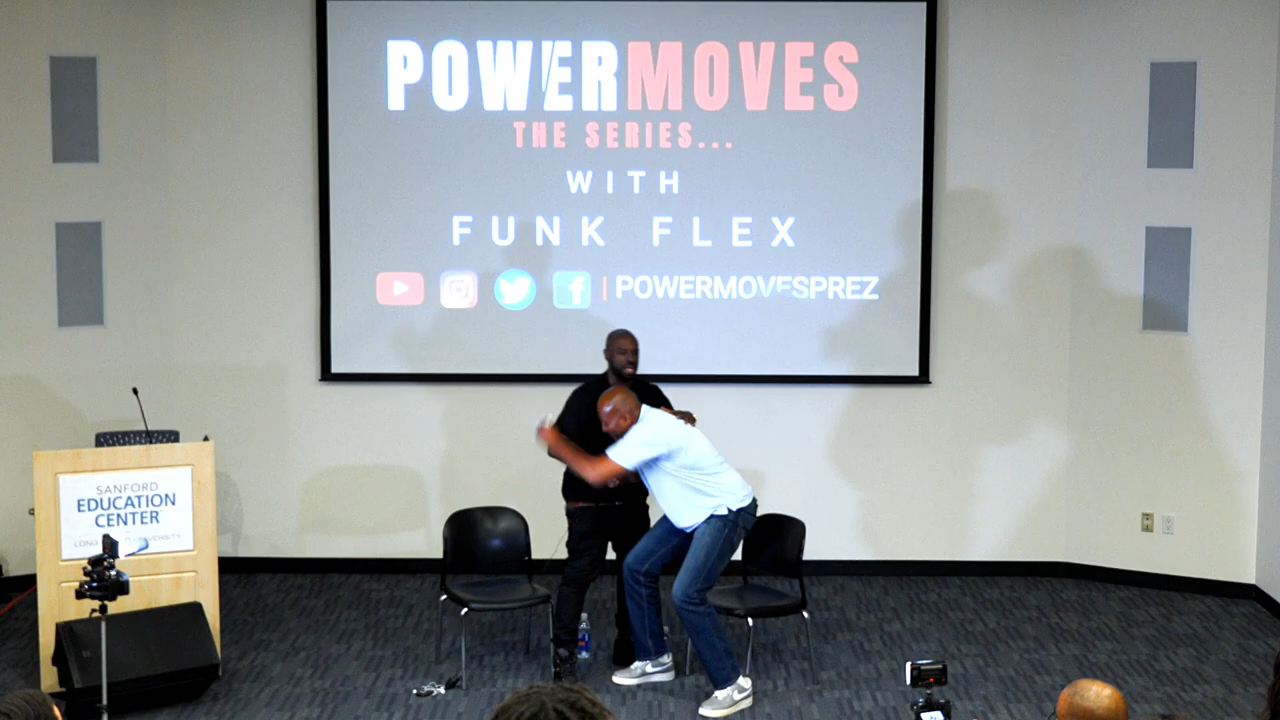 POWERMOVES
THE SERIES...
WITH
FUNK FLEX
| POWERMOVESPREZ
SANFORD
EDUCATION
CENTER